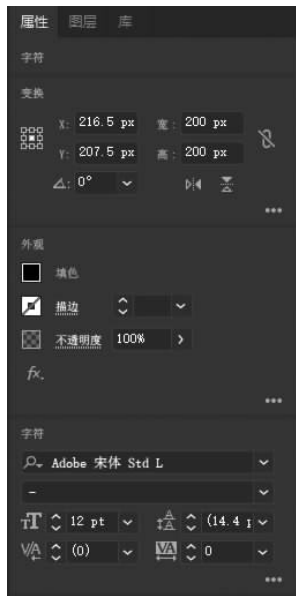 属性 图层 库
字符
变换
X: 216.5 px 宽: 200 px
Y: 207.5 px 高: 200 px
0°
外观
填色
描边
不透明度 100%
fx.
字符
Adobe 宋体 Std L
-
12 pt (14.4 p
(0) 0